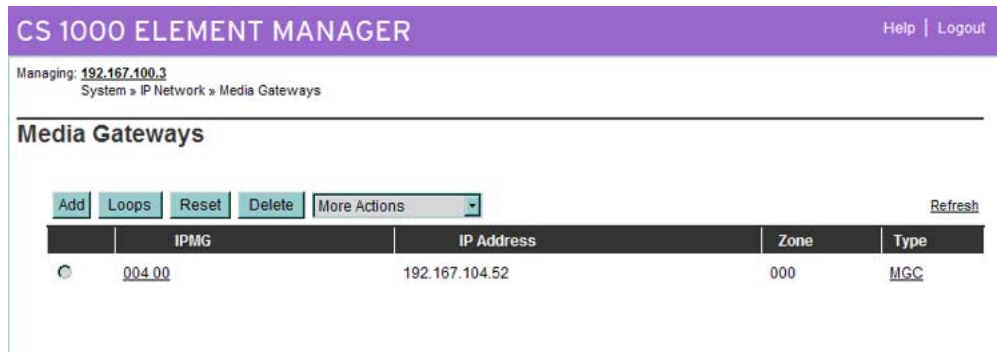 CS 1000 ELEMENT MANAGER
Help | Logout
Managing: 192.167.100.3
System » IP Network » Media Gateways
Media Gateways
Add Loops Reset Delete More Actions Refresh
IPMG IP Address Zone Type
004 00 192.167.104.52 000 MGC